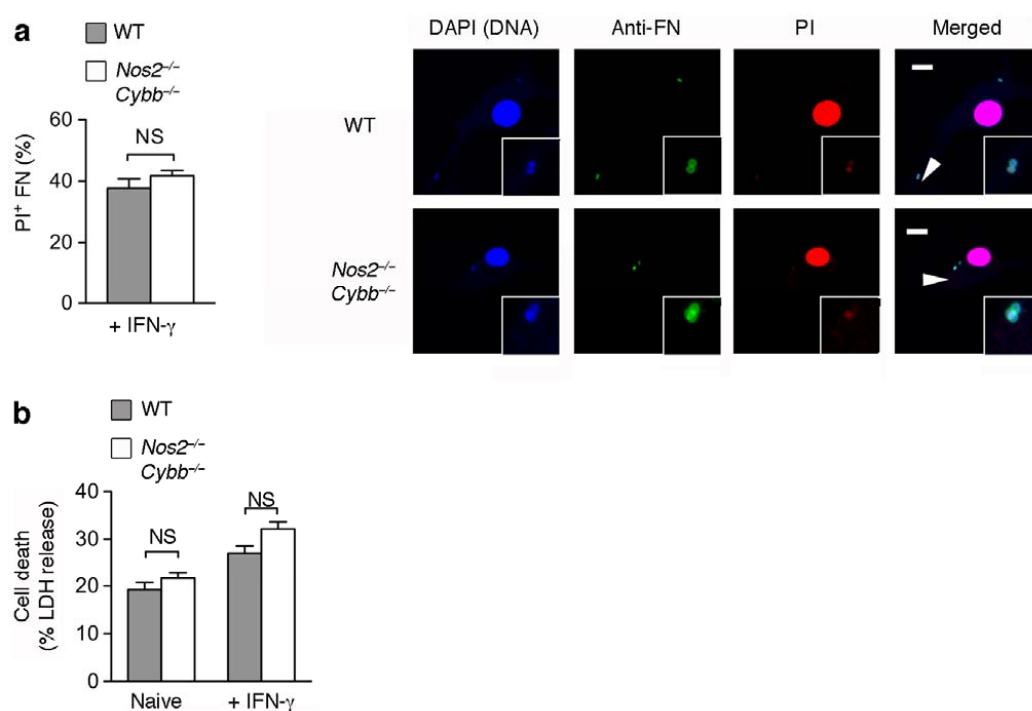 a
WT
Nos2–/–
Cybb–/–
PI+ FN (%)
60
40
20
0
NS
+ IFN-γ
DAPI (DNA)
Anti-FN
PI
Merged
WT
Nos2–/–
Cybb–/–
b
WT
Nos2–/–
Cybb–/–
Cell death
(% LDH release)
40
30
20
10
0
NS
NS
Naive
+ IFN-γ